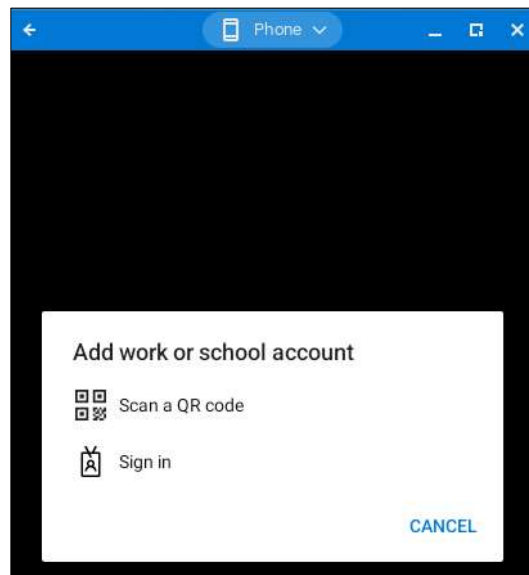 Phone
Add work or school account
Scan a QR code
Sign in
CANCEL